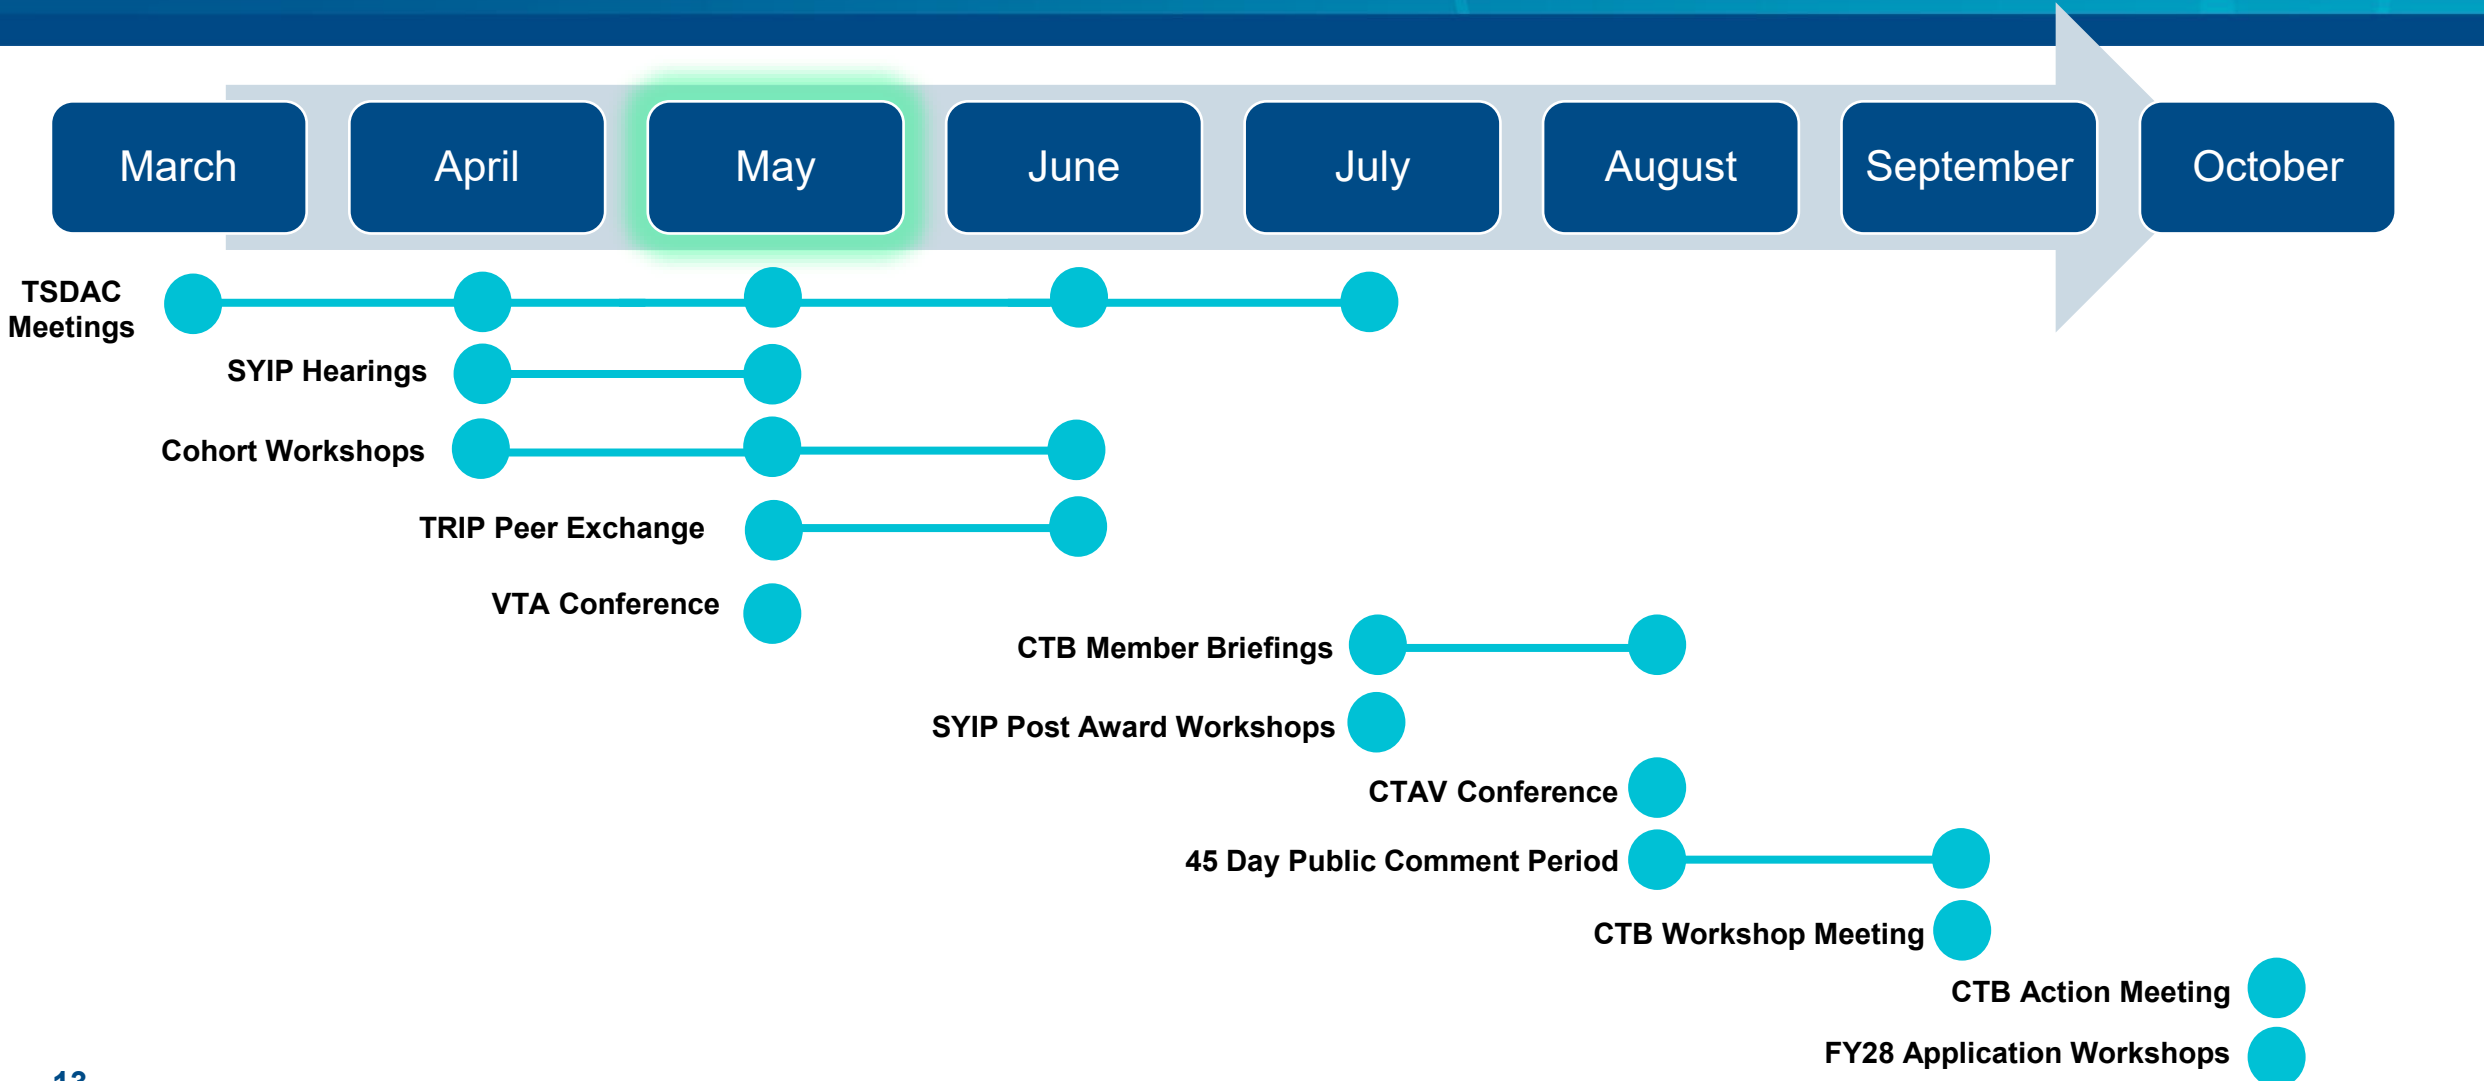 March
April
May
June
July
August
September
October
TSDAC
Meetings
SYIP Hearings
Cohort Workshops
TRIP Peer Exchange
VTA Conference
CTB Member Briefings
SYIP Post Award Workshops
CTAV Conference
45 Day Public Comment Period
CTB Workshop Meeting
CTB Action Meeting
FY28 Application Workshops
13